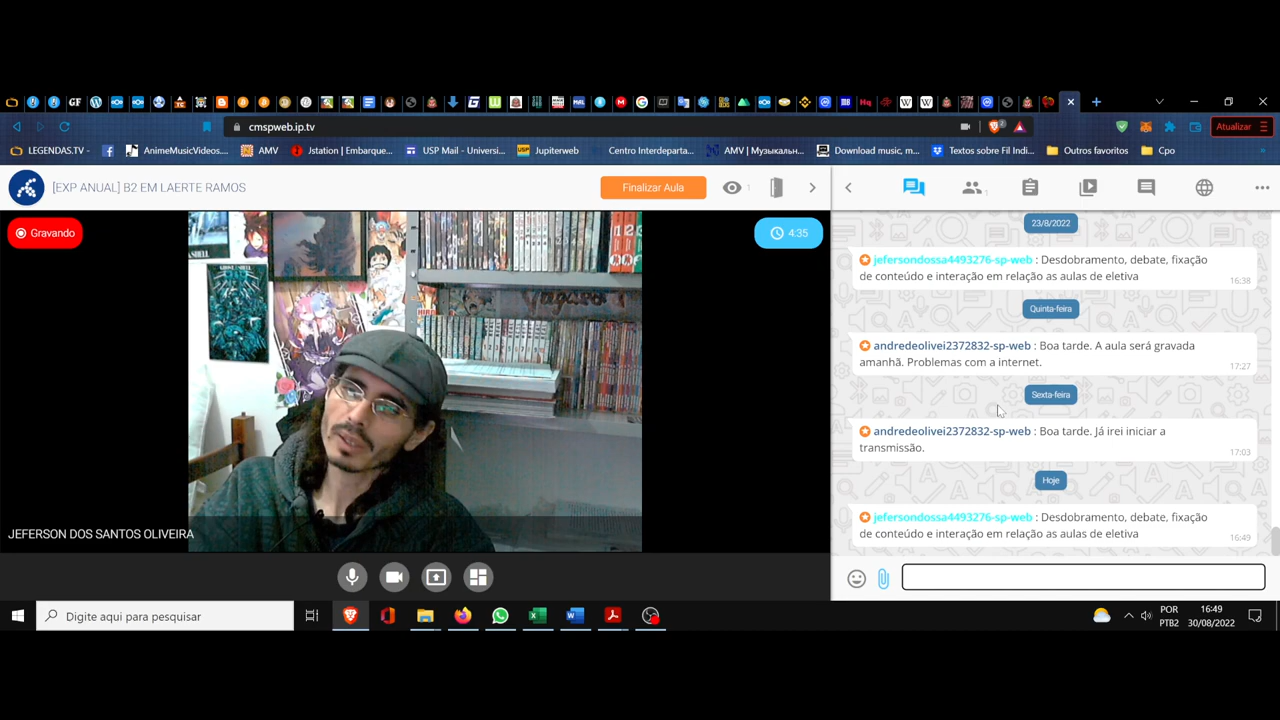 cmspweb.ip.tv
Atualizar
LEGENDAS.TV -
AnimeMusicVideos...
AMV
Jstation | Embarque...
USP Mail - Universi...
Jupiterweb
Centro Interdeparta...
AMV | Музыкальн...
Download music, m...
Textos sobre Fil Indi...
Outros favoritos
Cpo
[EXP ANUAL] B2 EM LAERTE RAMOS
Finalizar Aula
1
1
Gravando
4:35
JEFERSON DOS SANTOS OLIVEIRA
23/8/2022
jefersondossa4493276-sp-web : Desdobramento, debate, fixação
de conteúdo e interação em relação as aulas de eletiva
16:38
Quinta-feira
andredeolivei2372832-sp-web : Boa tarde. A aula será gravada
amanhã. Problemas com a internet.
17:27
Sexta-feira
andredeolivei2372832-sp-web : Boa tarde. Já irei iniciar a
transmissão.
17:03
Hoje
jefersondossa4493276-sp-web : Desdobramento, debate, fixação
de conteúdo e interação em relação as aulas de eletiva
16:49
Digite aqui para pesquisar
POR
PTB2
16:49
30/08/2022